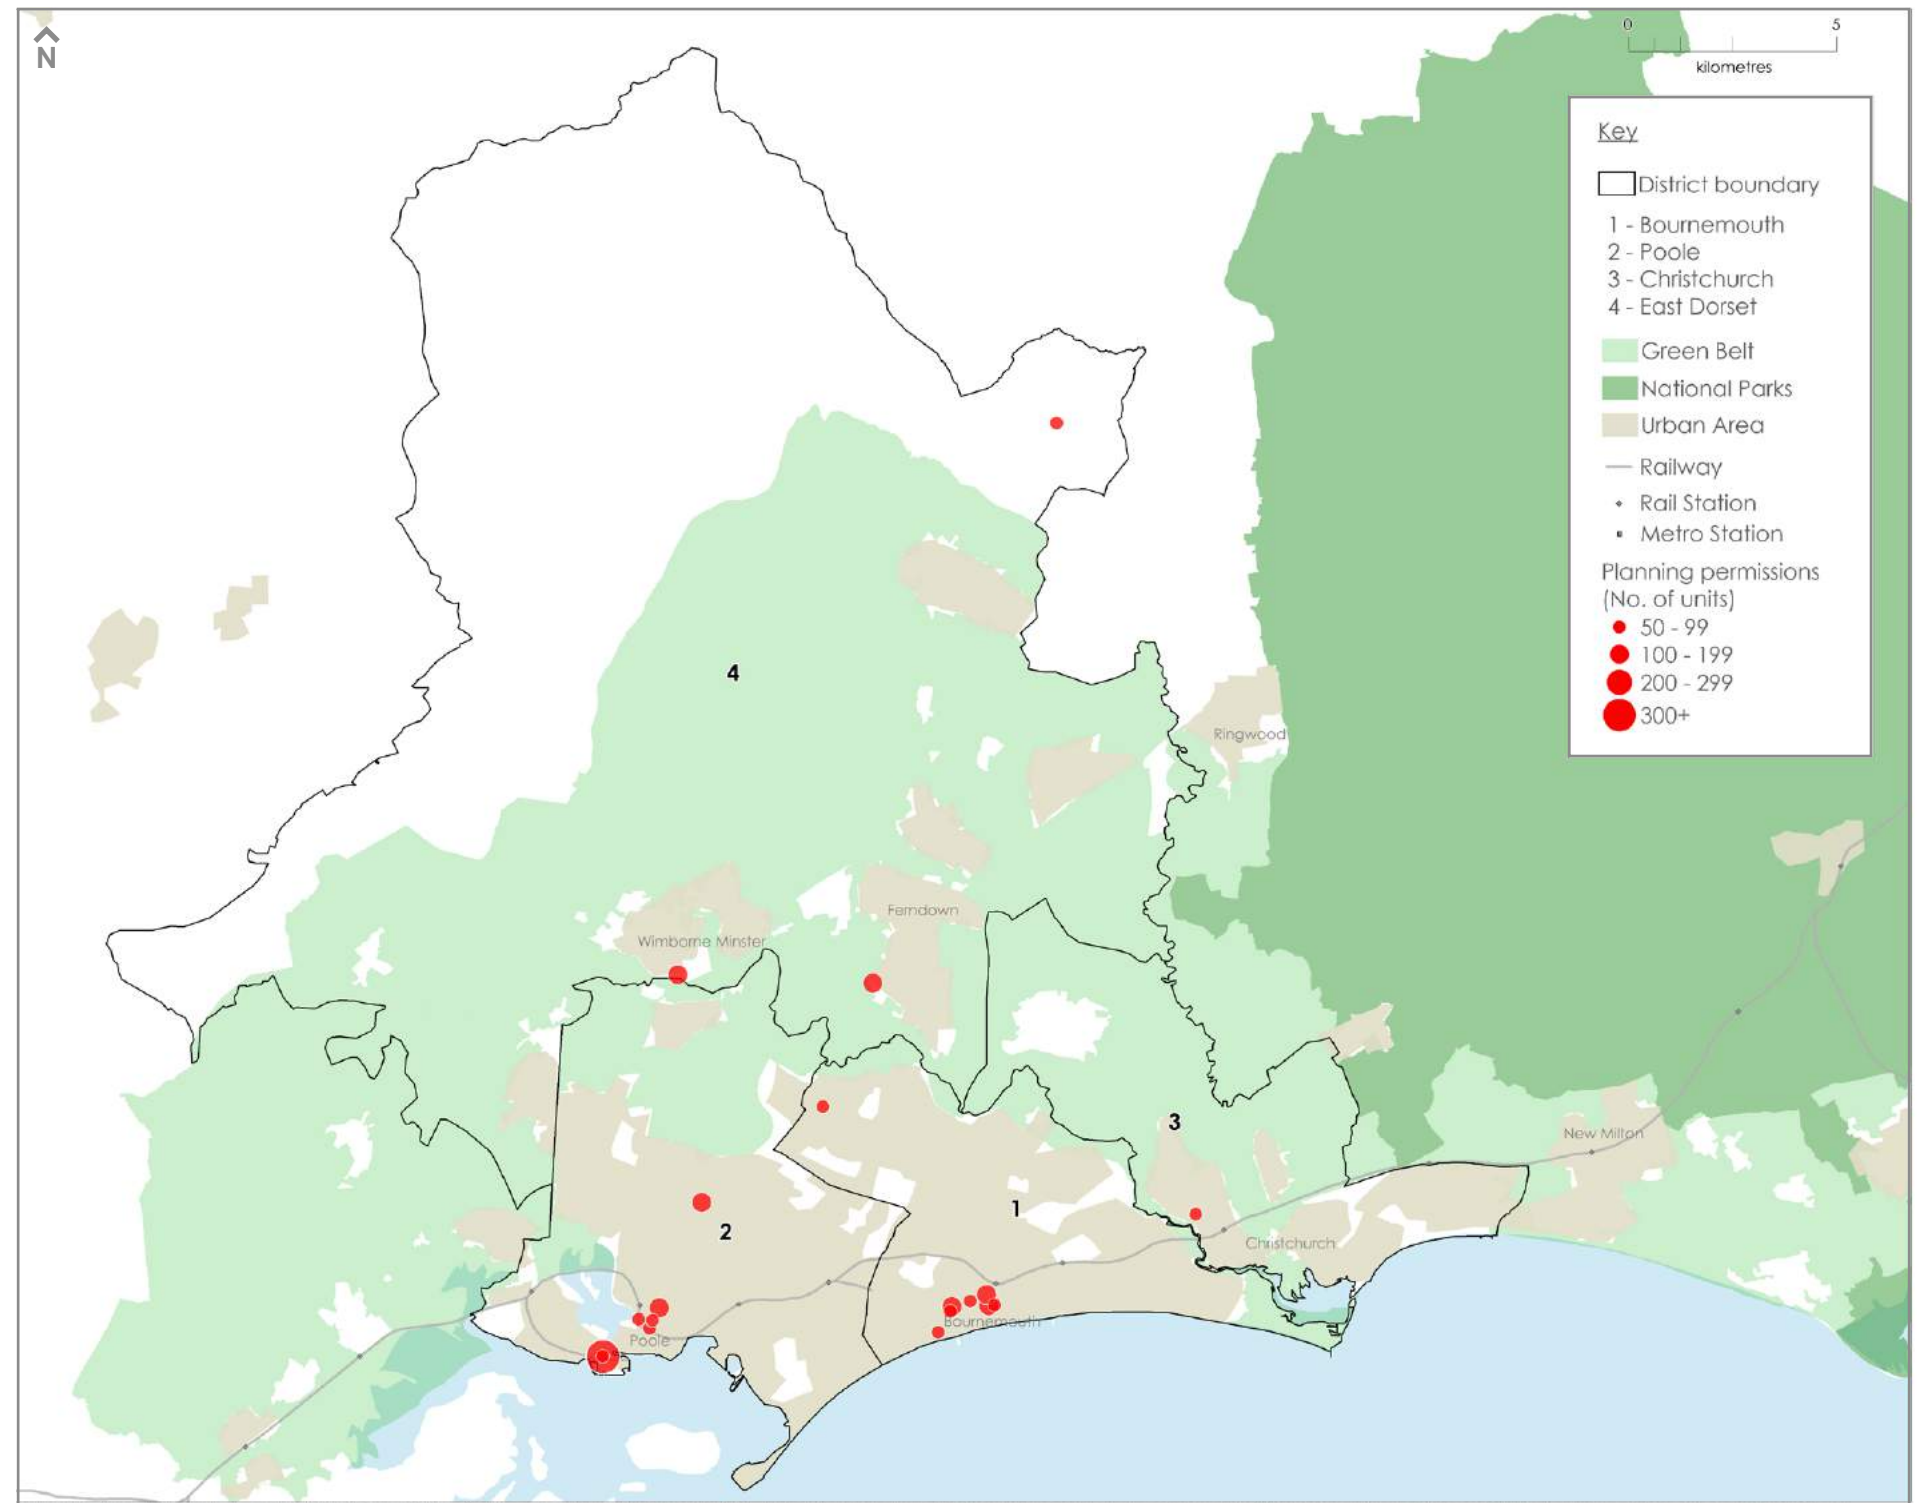 N
0 5
kilometres
Key
District boundary
1 - Bournemouth
2 - Poole
3 - Christchurch
4 - East Dorset
Green Belt
National Parks
Urban Area
Railway
Rail Station
Metro Station
Planning permissions
(No. of units)
50 - 99
100 - 199
200 - 299
300+
4
Ringwood
Ferndown
Wimborne Minster
3
New Milton
1
2
Christchurch
Bournemouth
Poole